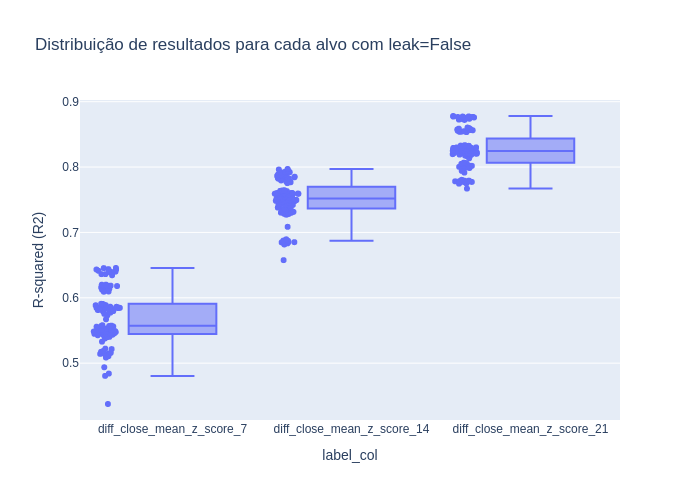 Distribuição de resultados para cada alvo com leak=False
0.9
0.8
0.7
0.6
0.5
R-squared (R2)
diff_close_mean_z_score_7
diff_close_mean_z_score_14
diff_close_mean_z_score_21
label_col